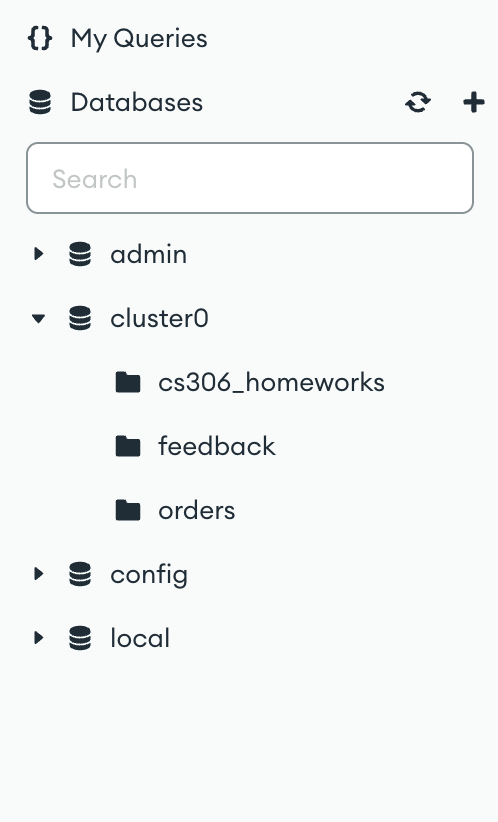 My Queries
Databases
Search
admin
cluster0
cs306_homeworks
feedback
orders
config
local